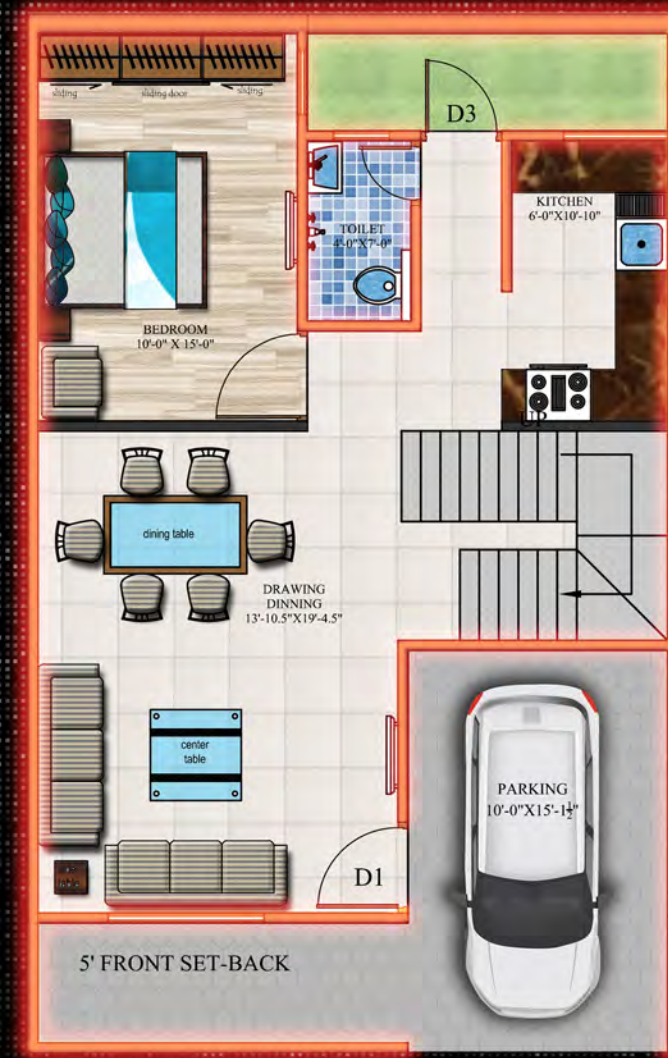 sliding
sliding door
sliding
D3
TOILET
4'-0"X7'-0"
KITCHEN
6'-0"X10'-10"
BEDROOM
10'-0" X 15'-0"
UP
dining table
DRAWING
DINNING
13'-10.5"X19'-4.5"
center
table
PARKING
10'-0"X15'-1½"
D1
5' FRONT SET-BACK